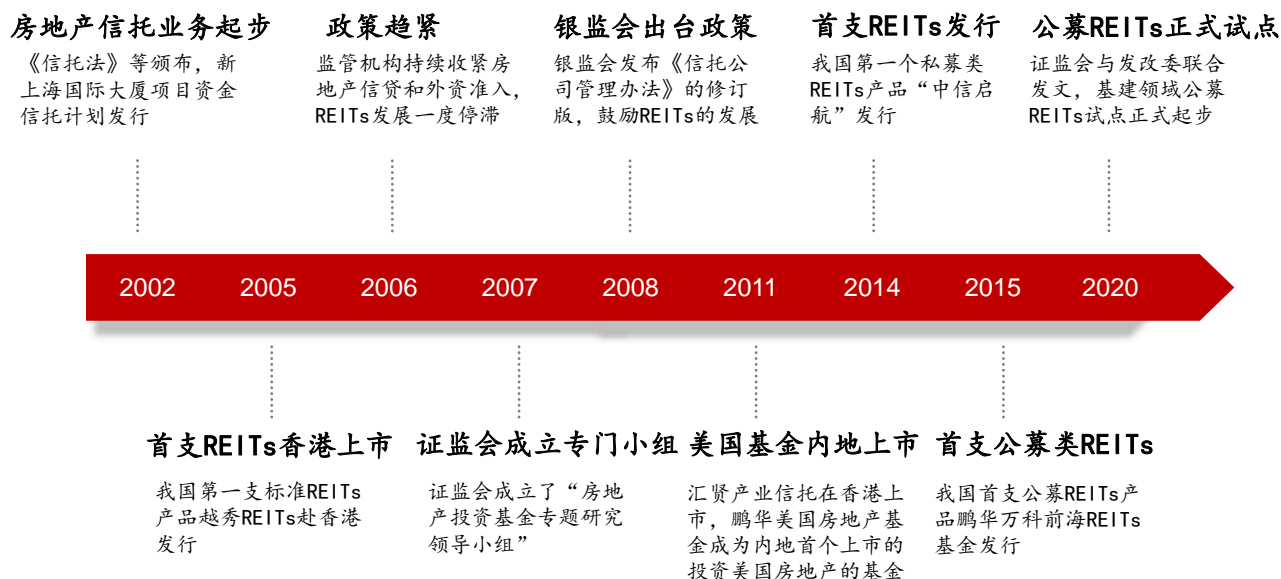 房地产信托业务起步
《信托法》等颁布，新
上海国际大厦项目资金
信托计划发行
政策趋紧
监管机构持续收紧房
地产信贷和外资准入，
REITs发展一度停滞
银监会出台政策
银监会发布《信托公
司管理办法》的修订
版，鼓励REITs的发展
首支REITs发行
我国第一个私募类
REITs产品“中信启
航”发行
公募REITs正式试点
证监会与发改委联合
发文，基建领域公募
REITs试点正式起步
2002 2005 2006 2007 2008 2011 2014 2015 2020
首支REITs香港上市
我国第一支标准REITs
产品越秀REITs赴香港
发行
证监会成立专门小组
证监会成立了“房地
产投资基金专题研究
领导小组”
美国基金内地上市
汇贤产业信托在香港上
市，鹏华美国房地产基
金成为内地首个上市的
投资美国房地产的基金
首支公募类REITs
我国首支公募REITs产
品鹏华万科前海REITs
基金发行